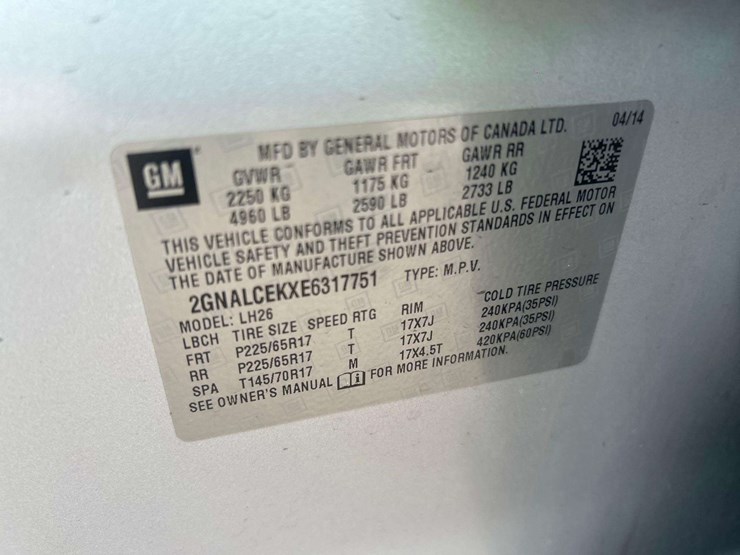 GM
MFD BY GENERAL MOTORS OF CANADA LTD. 04/14
GVWR GAWR FRT GAWR RR
2250 KG 1175 KG 1240 KG
4960 LB 2590 LB 2733 LB
THIS VEHICLE CONFORMS TO ALL APPLICABLE U.S. FEDERAL MOTOR
VEHICLE SAFETY AND THEFT PREVENTION STANDARDS IN EFFECT ON
THE DATE OF MANUFACTURE SHOWN ABOVE.
2GNALCEKXE6317751 TYPE: M.P.V.
MODEL: LH26
LBCH TIRE SIZE SPEED RTG RIM COLD TIRE PRESSURE
FRT P225/65R17 T 17X7J 240KPA(35PSI)
RR P225/65R17 T 17X7J 240KPA(35PSI)
SPA T145/70R17 M 17X4.5T 420KPA(60PSI)
SEE OWNER'S MANUAL i FOR MORE INFORMATION.